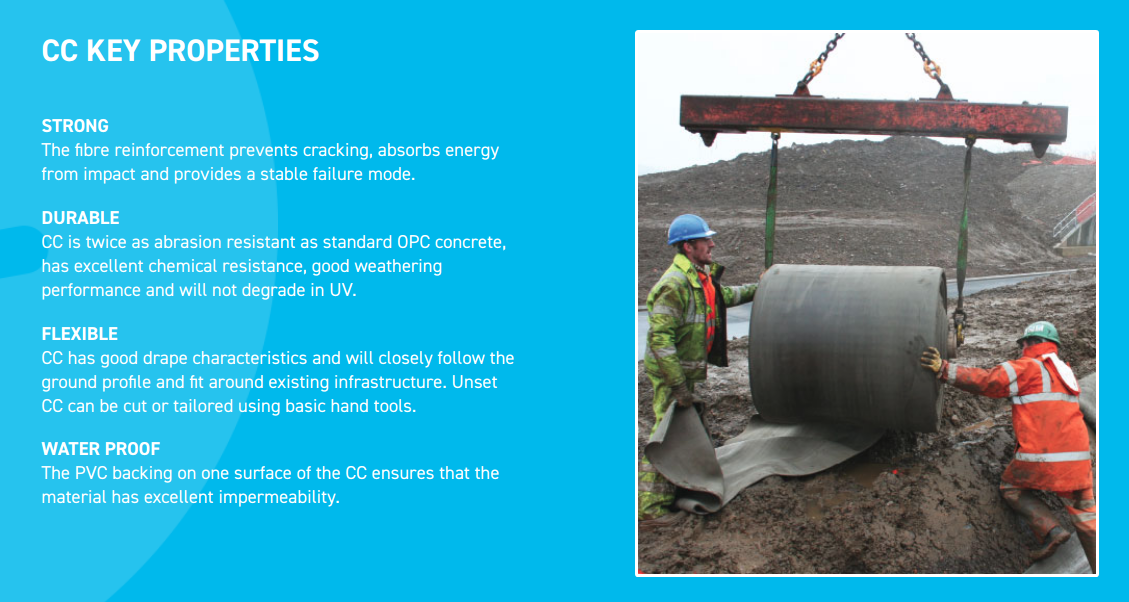 CC KEY PROPERTIES
STRONG
The fibre reinforcement prevents cracking, absorbs energy
from impact and provides a stable failure mode.
DURABLE
CC is twice as abrasion resistant as standard OPC concrete,
has excellent chemical resistance, good weathering
performance and will not degrade in UV.
FLEXIBLE
CC has good drape characteristics and will closely follow the
ground profile and fit around existing infrastructure. Unset
CC can be cut or tailored using basic hand tools.
WATER PROOF
The PVC backing on one surface of the CC ensures that the
material has excellent impermeability.